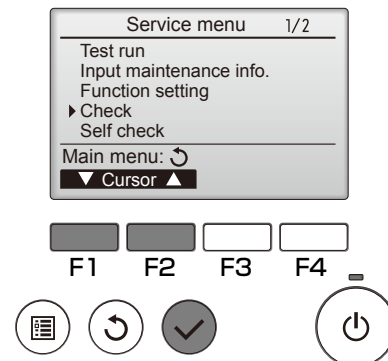 Service menu 1/2
Test run
Input maintenance info.
Function setting
Check
Self check
Main menu:
Cursor
F1 F2 F3 F4